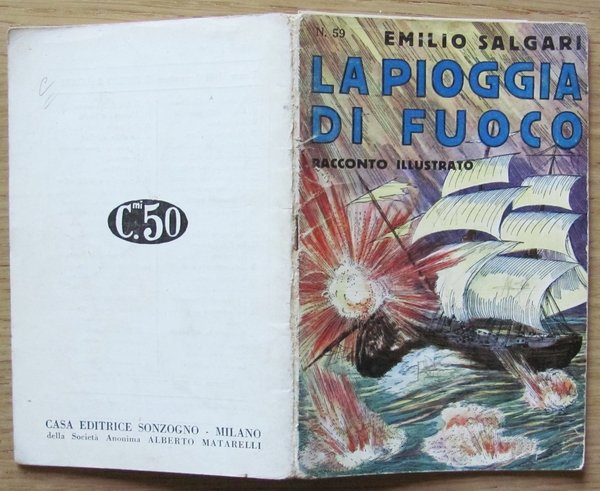 N. 59
EMILIO SALGARI
LA PIOGGIA
DI FUOCO
RACCONTO ILLUSTRATO
C.mi 50
CASA EDITRICE SONZOGNO - MILANO
della Società Anonima ALBERTO MATARELLI